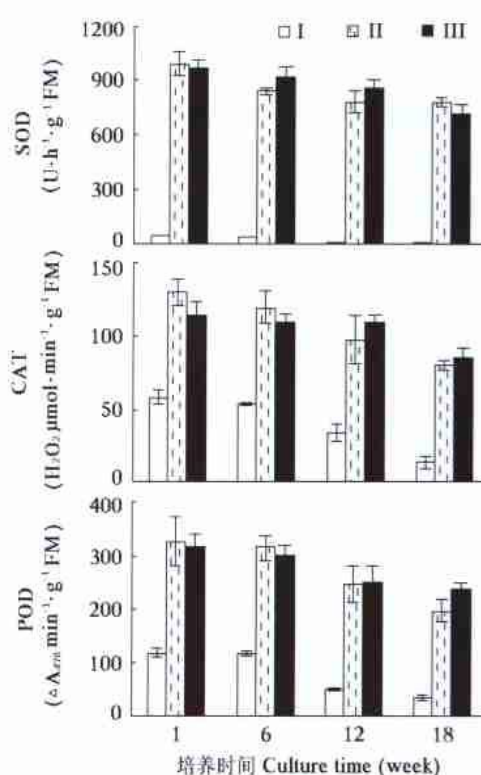 I II III
1200
900
600
300
0
SOD
(U·h⁻¹·g⁻¹FM)
150
100
50
0
CAT
(H₂O₂ μmol·min⁻¹·g⁻¹FM)
400
300
200
100
0
POD
min⁻¹·g⁻¹FM)
1 6 12 18
培养时间 Culture time (week)